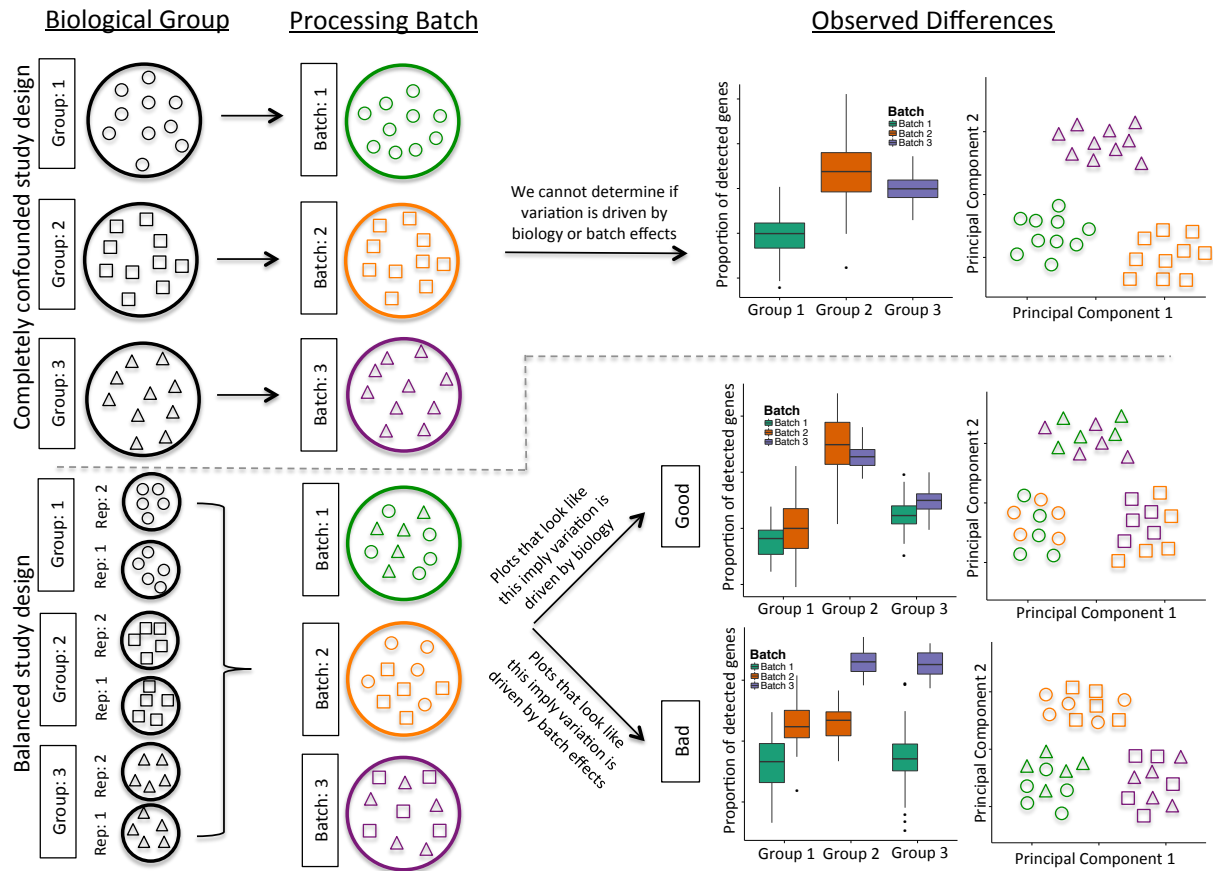 Biological Group
Processing Batch
Observed Differences
Completely confounded study design
Group: 1
Group: 2
Group: 3
Batch: 1
Batch: 2
Batch: 3
We cannot determine if
variation is driven by
biology or batch effects
Proportion of detected genes
Batch
Batch 1
Batch 2
Batch 3
Group 1
Group 2
Group 3
Principal Component 2
Principal Component 1
Balanced study design
Group: 1
Rep: 2
Rep: 1
Group: 2
Rep: 2
Rep: 1
Group: 3
Rep: 2
Rep: 1
Batch: 1
Batch: 2
Batch: 3
Plots that look like
this imply variation is
driven by biology
Good
Proportion of detected genes
Batch
Batch 1
Batch 2
Batch 3
Group 1
Group 2
Group 3
Principal Component 2
Principal Component 1
Plots that look like
this imply variation is
driven by batch effects
Bad
Proportion of detected genes
Batch
Batch 1
Batch 2
Batch 3
Group 1
Group 2
Group 3
Principal Component 2
Principal Component 1